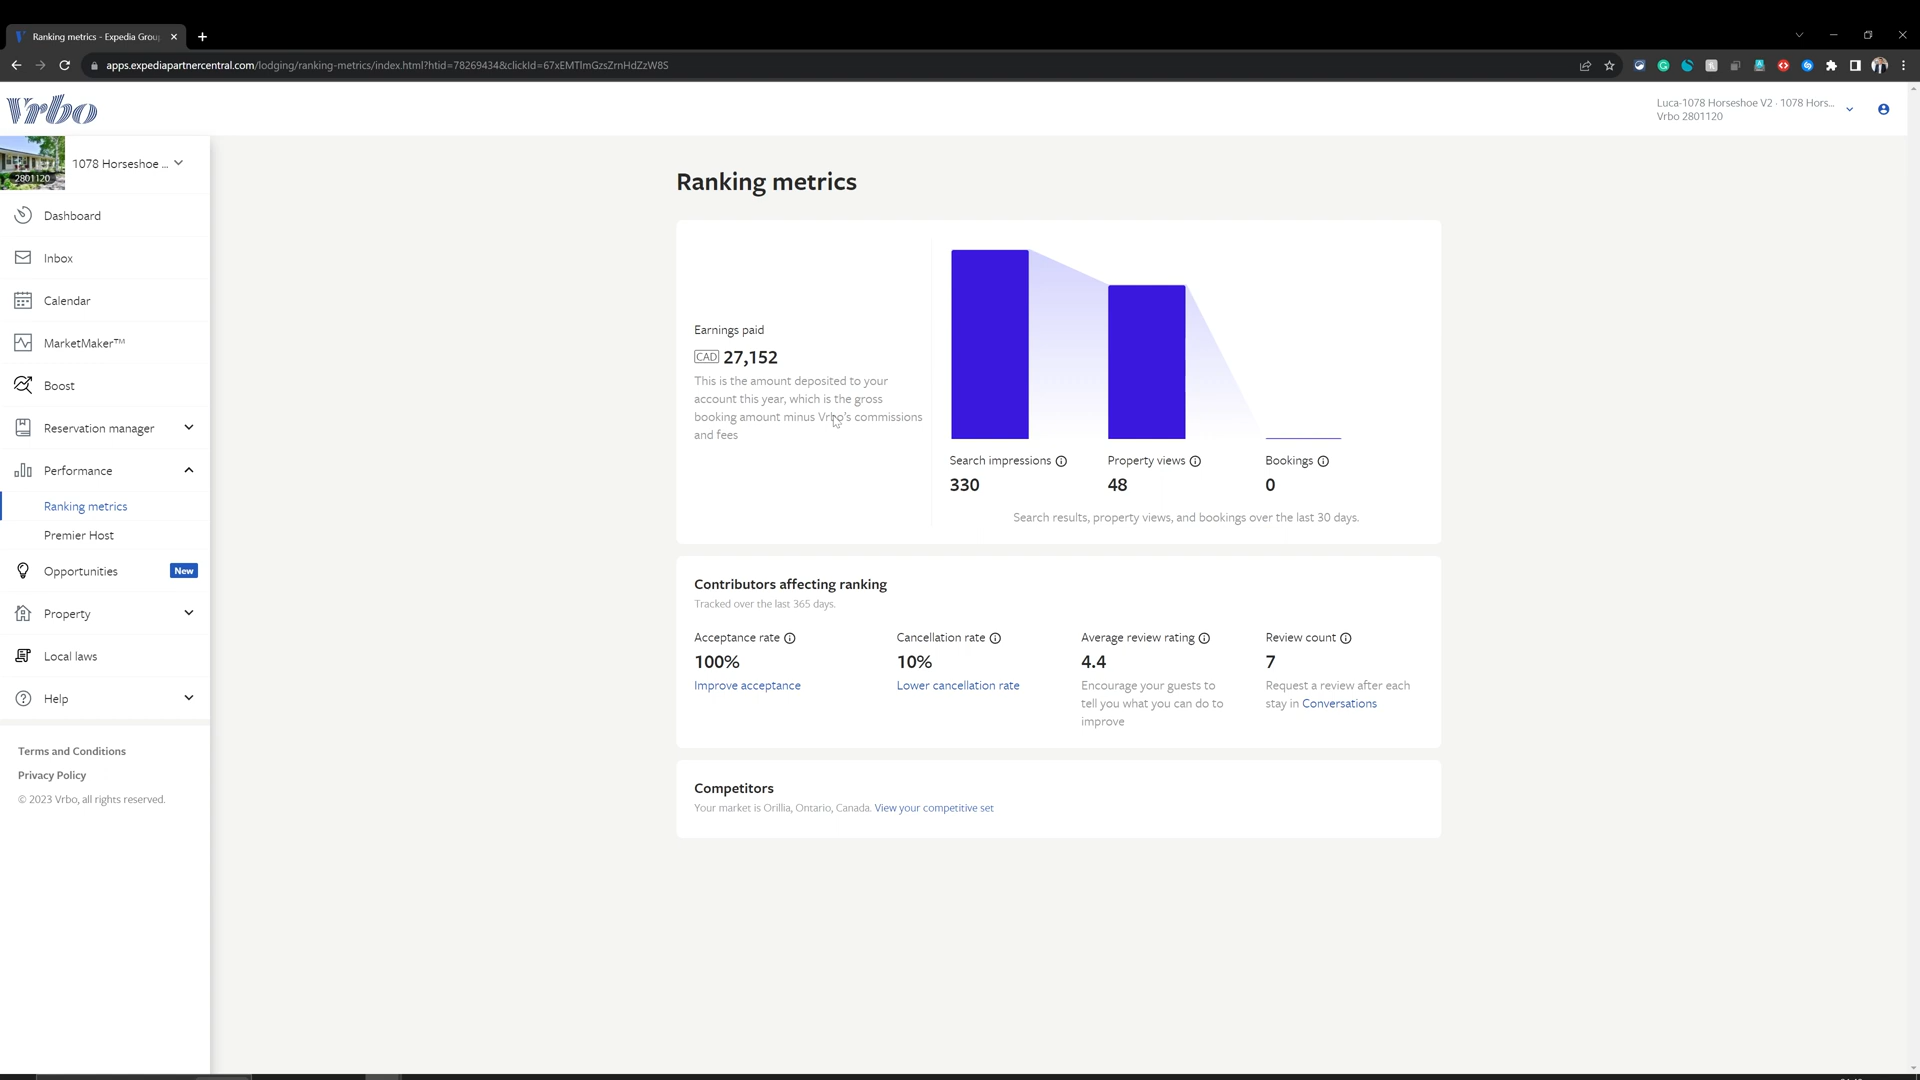 Ranking metrics - Expedia Grou
apps.expediapartnercentral.com/lodging/ranking-metrics/index.html?htid=78269434&clickId=67xEMTlmGzsZrnHdZzW8S
Vrbo
Luca-1078 Horseshoe V2 · 1078 Hors...
Vrbo 2801120
2801120
1078 Horseshoe ...
Dashboard
Inbox
Calendar
MarketMaker™
Boost
Reservation manager
Performance
Ranking metrics
Premier Host
Opportunities
New
Property
Local laws
Help
Terms and Conditions
Privacy Policy
© 2023 Vrbo, all rights reserved.
Ranking metrics
Earnings paid
CAD 27,152
This is the amount deposited to your
account this year, which is the gross
booking amount minus Vrbo's commissions
and fees
Search impressions
330
Property views
48
Bookings
0
Search results, property views, and bookings over the last 30 days.
Contributors affecting ranking
Tracked over the last 365 days.
Acceptance rate
100%
Improve acceptance
Cancellation rate
10%
Lower cancellation rate
Average review rating
4.4
Encourage your guests to
tell you what you can do to
improve
Review count
7
Request a review after each
stay in Conversations
Competitors
Your market is Orillia, Ontario, Canada. View your competitive set